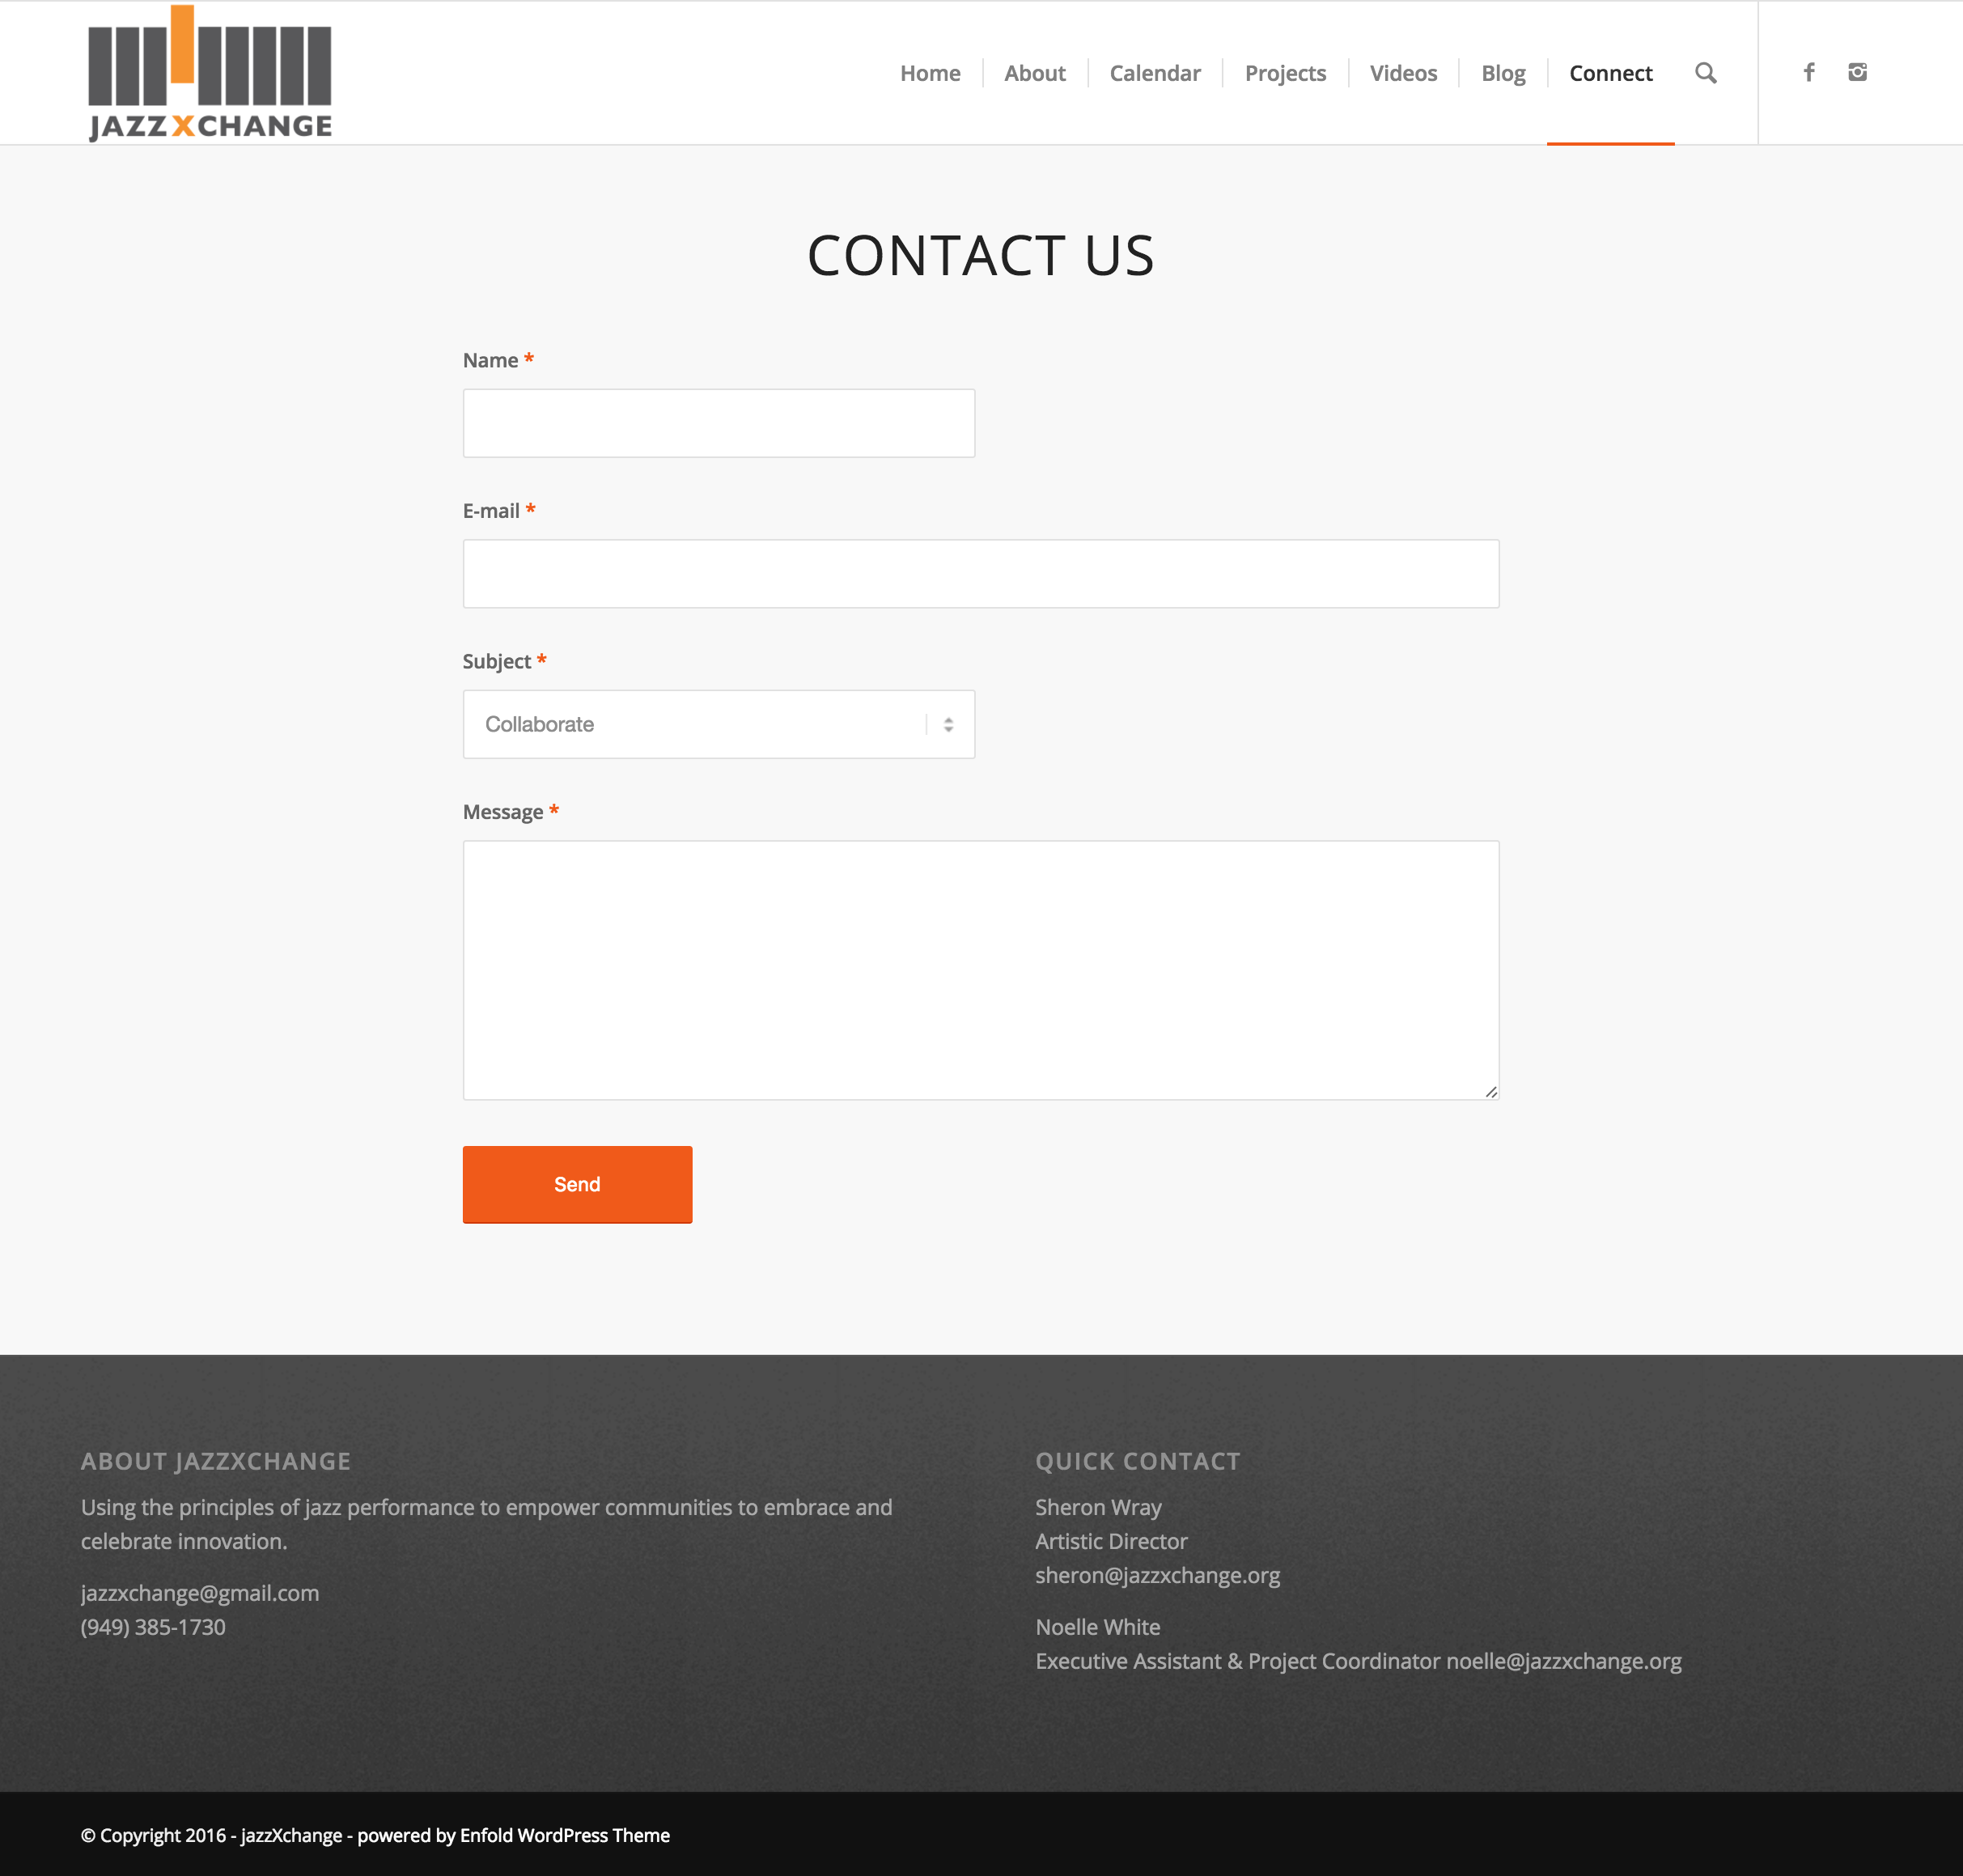 JAZZXCHANGE
Home
About
Calendar
Projects
Videos
Blog
Connect
CONTACT US
Name *
E-mail *
Subject *
Collaborate
Message *
Send
ABOUT JAZZXCHANGE
Using the principles of jazz performance to empower communities to embrace and
celebrate innovation.
jazzxchange@gmail.com
(949) 385-1730
QUICK CONTACT
Sheron Wray
Artistic Director
sheron@jazzxchange.org
Noelle White
Executive Assistant & Project Coordinator noelle@jazzxchange.org
© Copyright 2016 - jazzXchange - powered by Enfold WordPress Theme